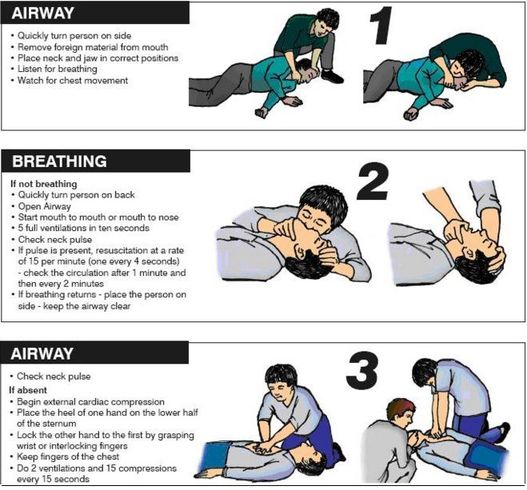 AIRWAY
1
• Quickly turn person on side
• Remove foreign material from mouth
• Place neck and jaw in correct positions
• Listen for breathing
• Watch for chest movement
BREATHING
2
If not breathing
• Quickly turn person on back
• Open Airway
• Start mouth to mouth or mouth to nose
• 5 full ventilations in ten seconds
• Check neck pulse
• If pulse is present, resuscitation at a rate
of 15 per minute (one every 4 seconds)
- check the circulation after 1 minute and
then every 2 minutes
• If breathing returns - place the person on
side - keep the airway clear
AIRWAY
3
• Check neck pulse
If absent
• Begin external cardiac compression
• Place the heel of one hand on the lower half
of the sternum
• Lock the other hand to the first by grasping
wrist or interlocking fingers
• Keep fingers of the chest
• Do 2 ventilations and 15 compressions
every 15 seconds